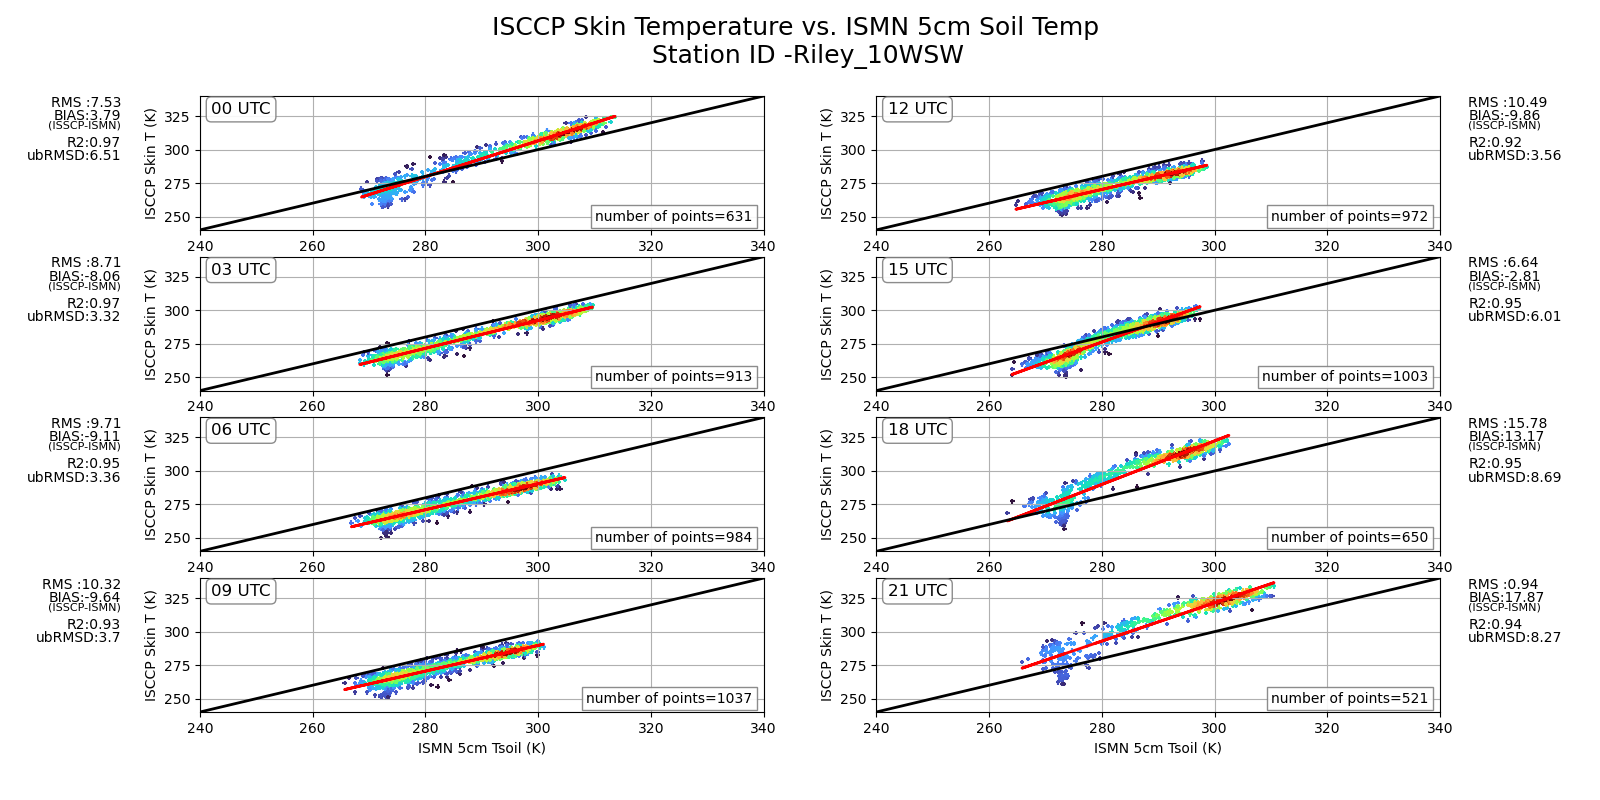 ISCCP Skin Temperature vs. ISMN 5cm Soil Temp
Station ID -Riley_10WSW
RMS :7.53
BIAS:3.79
(ISSCP-ISMN)
R2:0.97
ubRMSD:6.51
ISCCP Skin T (K)
325
300
275
250
00 UTC
number of points=631
240 260 280 300 320 340
ISCCP Skin T (K)
325
300
275
250
12 UTC
number of points=972
240 260 280 300 320 340
RMS :10.49
BIAS:-9.86
(ISSCP-ISMN)
R2:0.92
ubRMSD:3.56
RMS :8.71
BIAS:-8.06
(ISSCP-ISMN)
R2:0.97
ubRMSD:3.32
ISCCP Skin T (K)
325
300
275
250
03 UTC
number of points=913
240 260 280 300 320 340
ISCCP Skin T (K)
325
300
275
250
15 UTC
number of points=1003
240 260 280 300 320 340
RMS :6.64
BIAS:-2.81
(ISSCP-ISMN)
R2:0.95
ubRMSD:6.01
RMS :9.71
BIAS:-9.11
(ISSCP-ISMN)
R2:0.95
ubRMSD:3.36
ISCCP Skin T (K)
325
300
275
250
06 UTC
number of points=984
240 260 280 300 320 340
ISCCP Skin T (K)
325
300
275
250
18 UTC
number of points=650
240 260 280 300 320 340
RMS :15.78
BIAS:13.17
(ISSCP-ISMN)
R2:0.95
ubRMSD:8.69
RMS :10.32
BIAS:-9.64
(ISSCP-ISMN)
R2:0.93
ubRMSD:3.7
ISCCP Skin T (K)
325
300
275
250
09 UTC
number of points=1037
240 260 280 300 320 340
ISMN 5cm Tsoil (K)
ISCCP Skin T (K)
325
300
275
250
21 UTC
number of points=521
240 260 280 300 320 340
ISMN 5cm Tsoil (K)
RMS :0.94
BIAS:17.87
(ISSCP-ISMN)
R2:0.94
ubRMSD:8.27